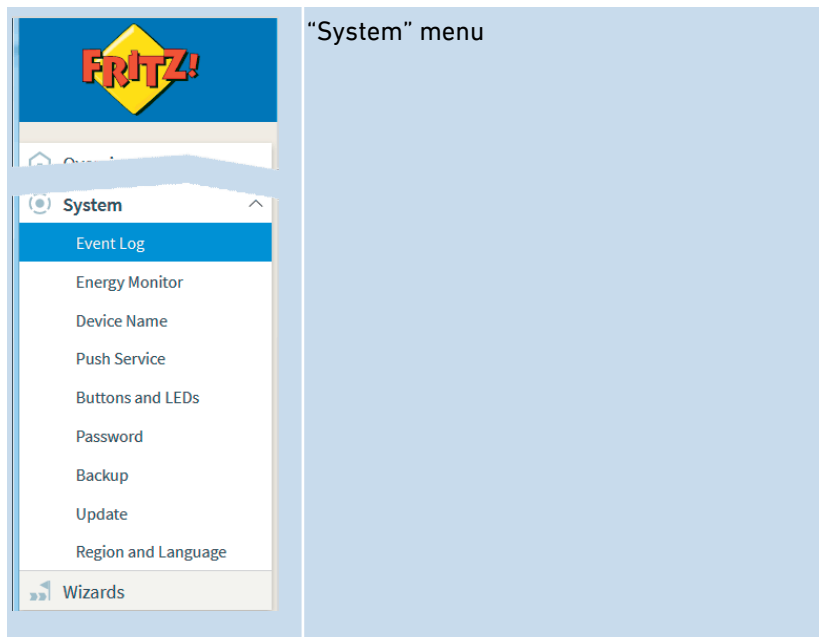 FRITZ!
“System” menu
System
Event Log
Energy Monitor
Device Name
Push Service
Buttons and LEDs
Password
Backup
Update
Region and Language
Wizards